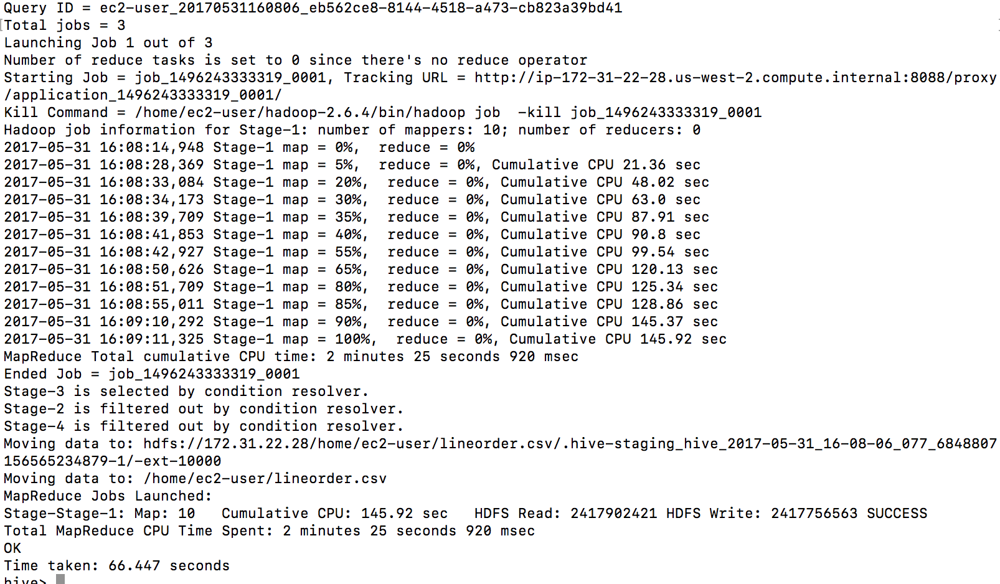 Query ID = ec2-user_20170531160806_eb562ce8-8144-4518-a473-cb823a39bd41
Total jobs = 3
Launching Job 1 out of 3
Number of reduce tasks is set to 0 since there's no reduce operator
Starting Job = job_1496243333319_0001, Tracking URL = http://ip-172-31-22-28.us-west-2.compute.internal:8088/proxy
/application_1496243333319_0001/
Kill Command = /home/ec2-user/hadoop-2.6.4/bin/hadoop job  -kill job_1496243333319_0001
Hadoop job information for Stage-1: number of mappers: 10; number of reducers: 0
2017-05-31 16:08:14,948 Stage-1 map = 0%,  reduce = 0%
2017-05-31 16:08:28,369 Stage-1 map = 5%,  reduce = 0%, Cumulative CPU 21.36 sec
2017-05-31 16:08:33,084 Stage-1 map = 20%,  reduce = 0%, Cumulative CPU 48.02 sec
2017-05-31 16:08:34,173 Stage-1 map = 30%,  reduce = 0%, Cumulative CPU 63.0 sec
2017-05-31 16:08:39,709 Stage-1 map = 35%,  reduce = 0%, Cumulative CPU 87.91 sec
2017-05-31 16:08:41,853 Stage-1 map = 40%,  reduce = 0%, Cumulative CPU 90.8 sec
2017-05-31 16:08:42,927 Stage-1 map = 55%,  reduce = 0%, Cumulative CPU 99.54 sec
2017-05-31 16:08:50,626 Stage-1 map = 65%,  reduce = 0%, Cumulative CPU 120.13 sec
2017-05-31 16:08:51,709 Stage-1 map = 80%,  reduce = 0%, Cumulative CPU 125.34 sec
2017-05-31 16:08:55,011 Stage-1 map = 85%,  reduce = 0%, Cumulative CPU 128.86 sec
2017-05-31 16:09:10,292 Stage-1 map = 90%,  reduce = 0%, Cumulative CPU 145.37 sec
2017-05-31 16:09:11,325 Stage-1 map = 100%,  reduce = 0%, Cumulative CPU 145.92 sec
MapReduce Total cumulative CPU time: 2 minutes 25 seconds 920 msec
Ended Job = job_1496243333319_0001
Stage-3 is selected by condition resolver.
Stage-2 is filtered out by condition resolver.
Stage-4 is filtered out by condition resolver.
Moving data to: hdfs://172.31.22.28/home/ec2-user/lineorder.csv/.hive-staging_hive_2017-05-31_16-08-06_077_6848807
156565234879-1/-ext-10000
Moving data to: /home/ec2-user/lineorder.csv
MapReduce Jobs Launched:
Stage-Stage-1: Map: 10   Cumulative CPU: 145.92 sec   HDFS Read: 2417902421 HDFS Write: 2417756563 SUCCESS
Total MapReduce CPU Time Spent: 2 minutes 25 seconds 920 msec
OK
Time taken: 66.447 seconds
hive>